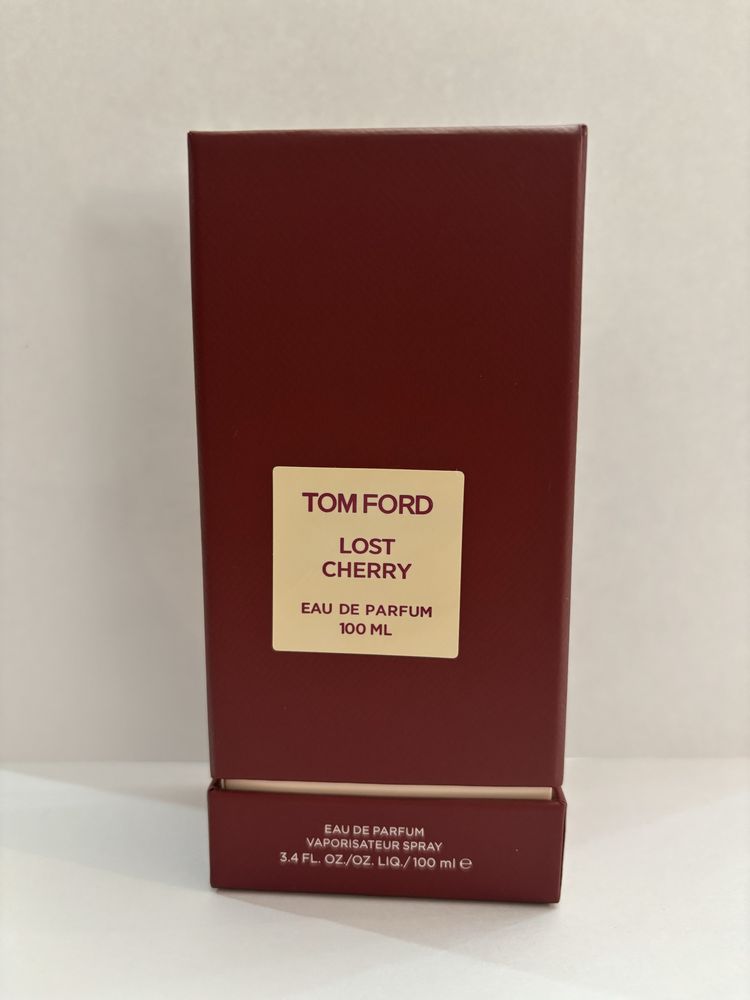 TOM FORD
LOST
CHERRY
EAU DE PARFUM
100 ML
EAU DE PARFUM
VAPORISATEUR SPRAY
3.4 FL. OZ./OZ. LIQ./ 100 ml ℮